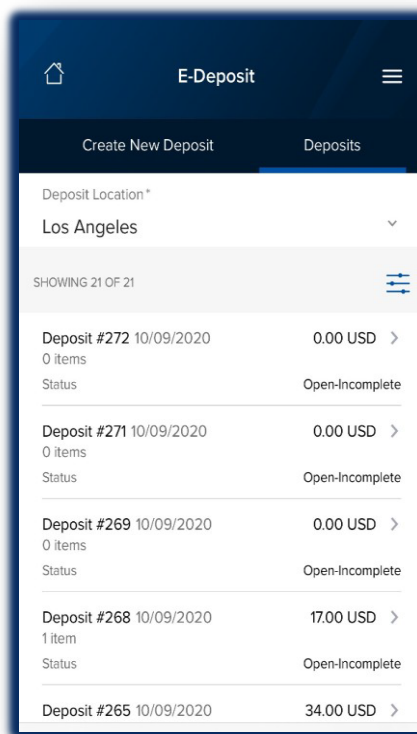 E-Deposit
Create New Deposit Deposits
Deposit Location*
Los Angeles
SHOWING 21 OF 21
Deposit #272 10/09/2020 0.00 USD
0 items
Status Open-Incomplete
Deposit #271 10/09/2020 0.00 USD
0 items
Status Open-Incomplete
Deposit #269 10/09/2020 0.00 USD
0 items
Status Open-Incomplete
Deposit #268 10/09/2020 17.00 USD
1 item
Status Open-Incomplete
Deposit #265 10/09/2020 34.00 USD